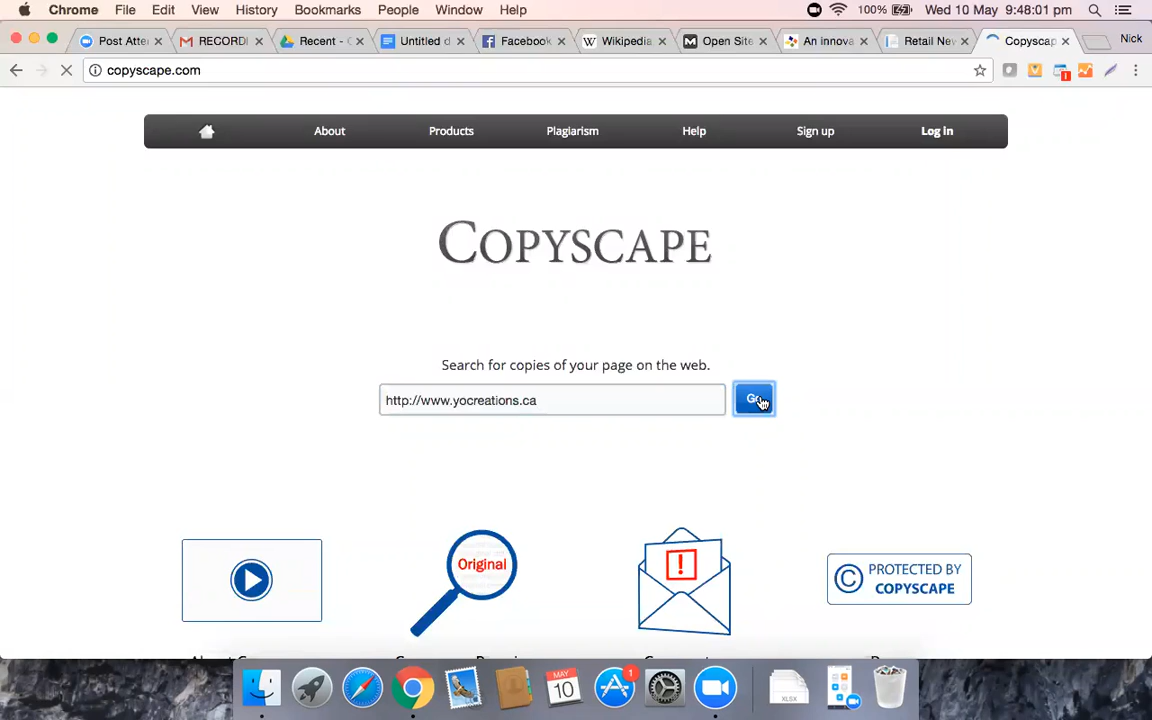 Chrome File Edit View History Bookmarks People Window Help 100% Wed 10 May 9:48:01 pm
Post Atte RECORDI Recent - G Untitled d Facebook Wikipedia Open Site An innova Retail Nev Copyscap Nick
copyscape.com
About Products Plagiarism Help Sign up Log in
COPYSCAPE
Search for copies of your page on the web.
http://www.yocreations.ca
Original
!
PROTECTED BY
COPYSCAPE
MAY
10
1
XLSX